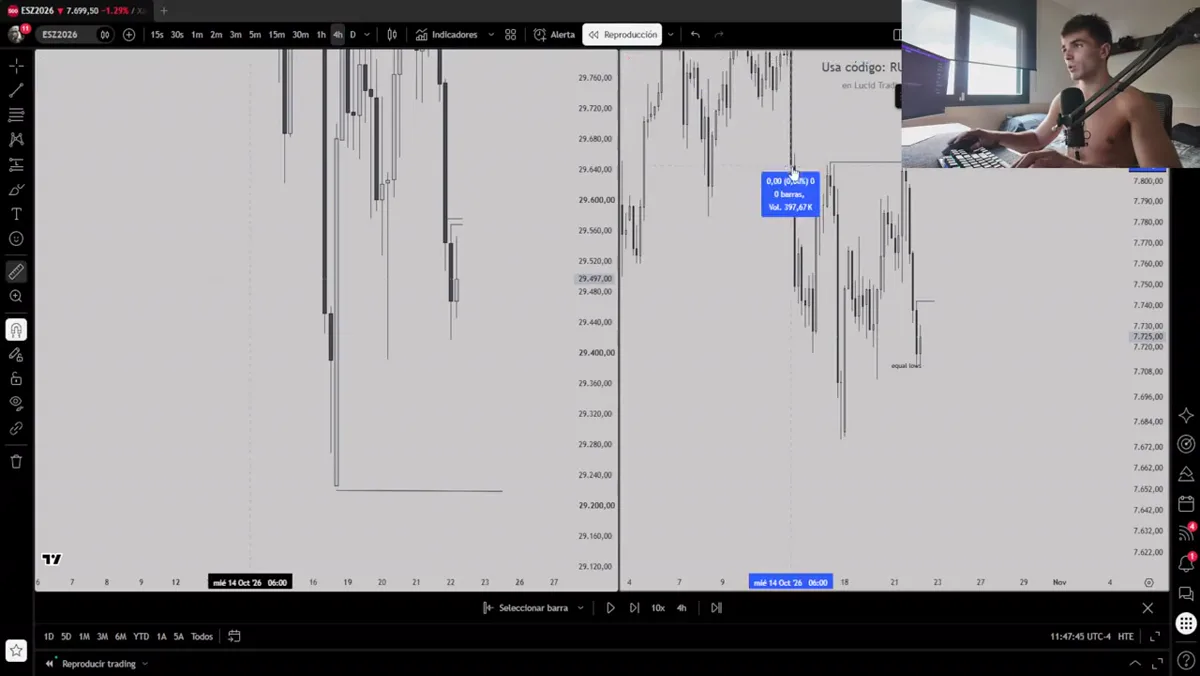 ESZ2026 ▼ 7.699,50 −1.29%
11
ESZ2026
15s 30s 1m 2m 3m 5m 15m 30m 1h 4h D
Indicadores
Alerta
Reproducción
Usa código: RU
en Lucid Trad
29.760,00
29.720,00
29.680,00
29.640,00
29.600,00
29.560,00
29.520,00
29.497,00
29.480,00
29.440,00
29.400,00
29.360,00
29.320,00
29.280,00
29.240,00
29.200,00
29.160,00
29.120,00
0 barras,
Vol. 397,67K
equal lows
7.800,00
7.790,00
7.780,00
7.770,00
7.760,00
7.750,00
7.740,00
7.730,00
7.725,00
7.720,00
7.708,00
7.696,00
7.684,00
7.672,00
7.662,00
7.652,00
7.642,00
7.632,00
7.622,00
6 7 8 9 12 mié 14 Oct '26 06:00 16 19 20 21 22 23 26 27
4 7 9 mié 14 Oct '26 06:00 18 21 23 27 29 Nov 4
4
1
Seleccionar barra
10x
4h
1D 5D 1M 3M 6M YTD 1A 5A Todos
11:47:45 UTC-4 HTE
Reproducir trading